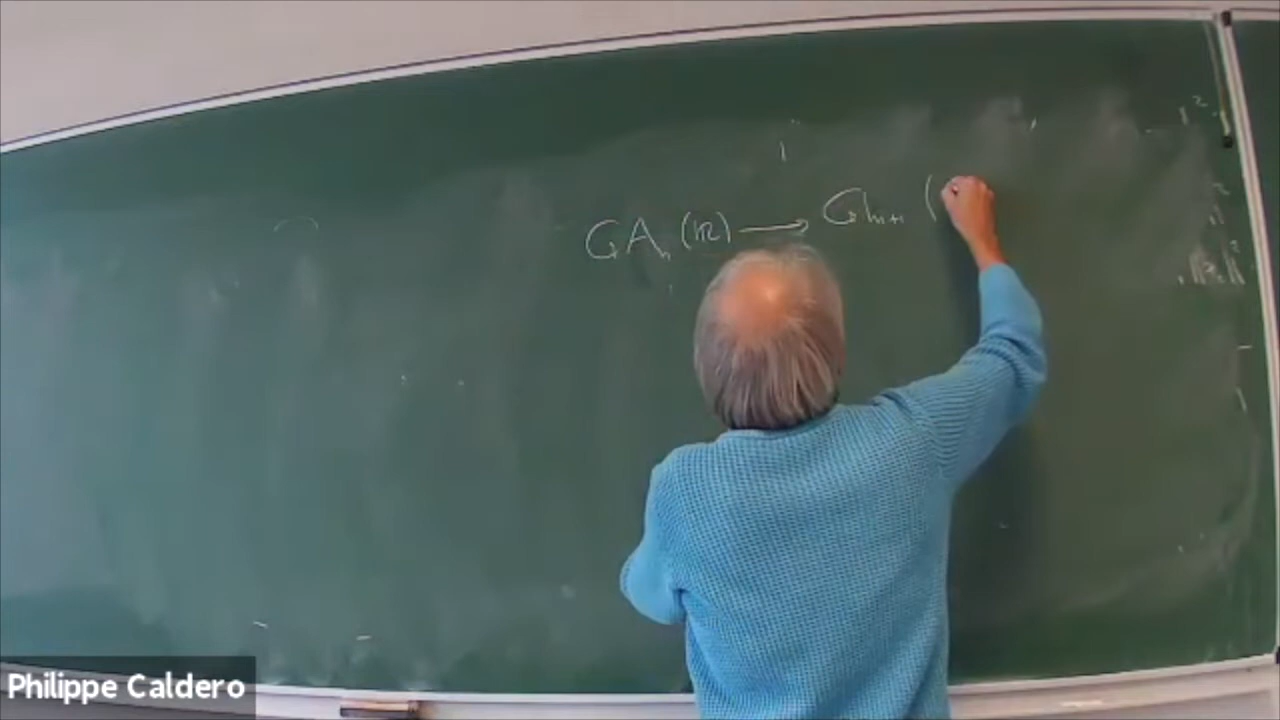 GA_n (ℝ) ⟶ GL_{n+1} (
Philippe Caldero